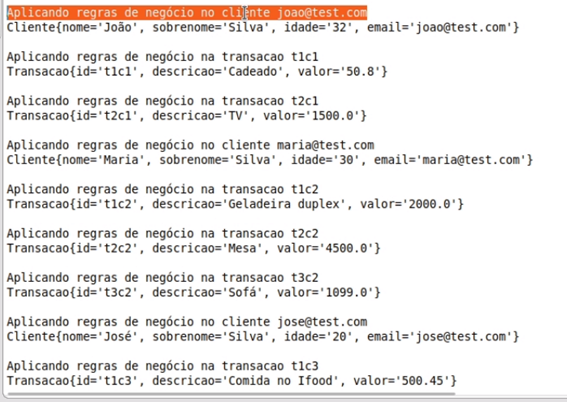 Aplicando regras de negócio no cliente joao@test.com
Cliente{nome='João', sobrenome='Silva', idade='32', email='joao@test.com'}
Aplicando regras de negócio na transacao t1c1
Transacao{id='t1c1', descricao='Cadeado', valor='50.8'}
Aplicando regras de negócio na transacao t2c1
Transacao{id='t2c1', descricao='TV', valor='1500.0'}
Aplicando regras de negócio no cliente maria@test.com
Cliente{nome='Maria', sobrenome='Silva', idade='30', email='maria@test.com'}
Aplicando regras de negócio na transacao t1c2
Transacao{id='t1c2', descricao='Geladeira duplex', valor='2000.0'}
Aplicando regras de negócio na transacao t2c2
Transacao{id='t2c2', descricao='Mesa', valor='4500.0'}
Aplicando regras de negócio na transacao t3c2
Transacao{id='t3c2', descricao='Sofá', valor='1099.0'}
Aplicando regras de negócio no cliente jose@test.com
Cliente{nome='José', sobrenome='Silva', idade='20', email='jose@test.com'}
Aplicando regras de negócio na transacao t1c3
Transacao{id='t1c3', descricao='Comida no Ifood', valor='500.45'}